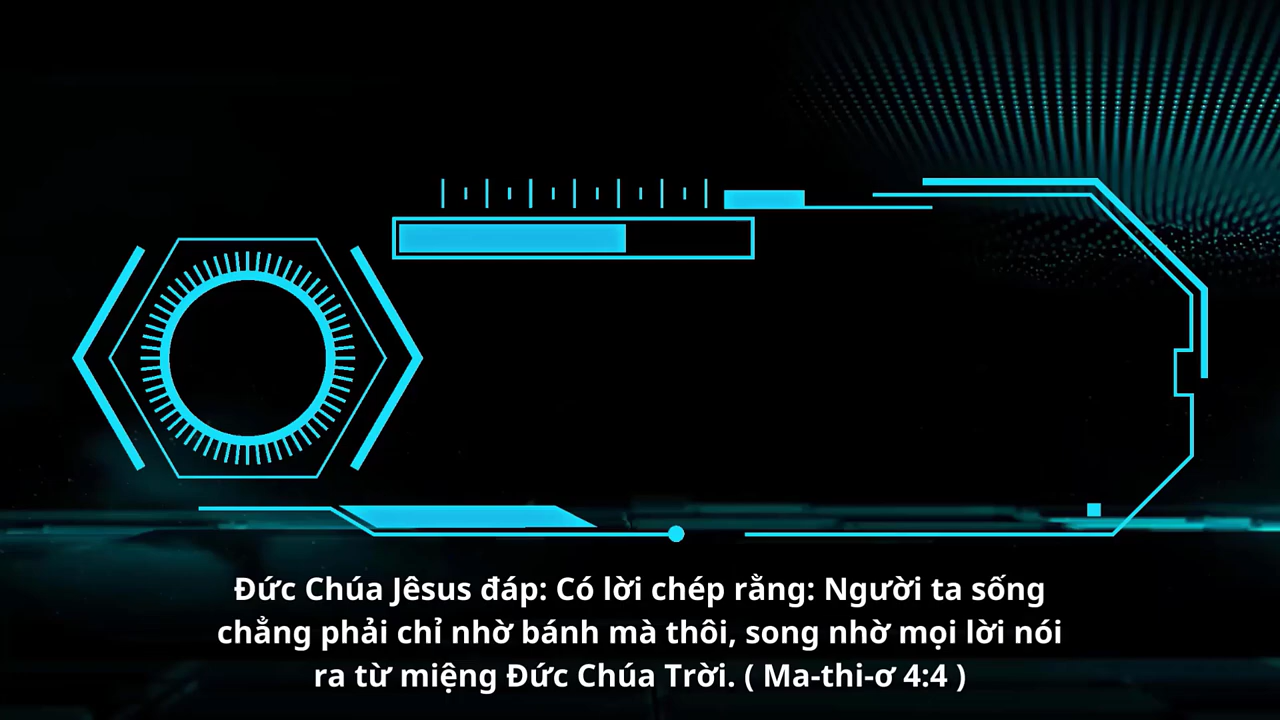 Đức Chúa Jêsus đáp: Có lời chép rằng: Người ta sống
chẳng phải chỉ nhờ bánh mà thôi, song nhờ mọi lời nói
ra từ miệng Đức Chúa Trời. ( Ma-thi-ơ 4:4 )